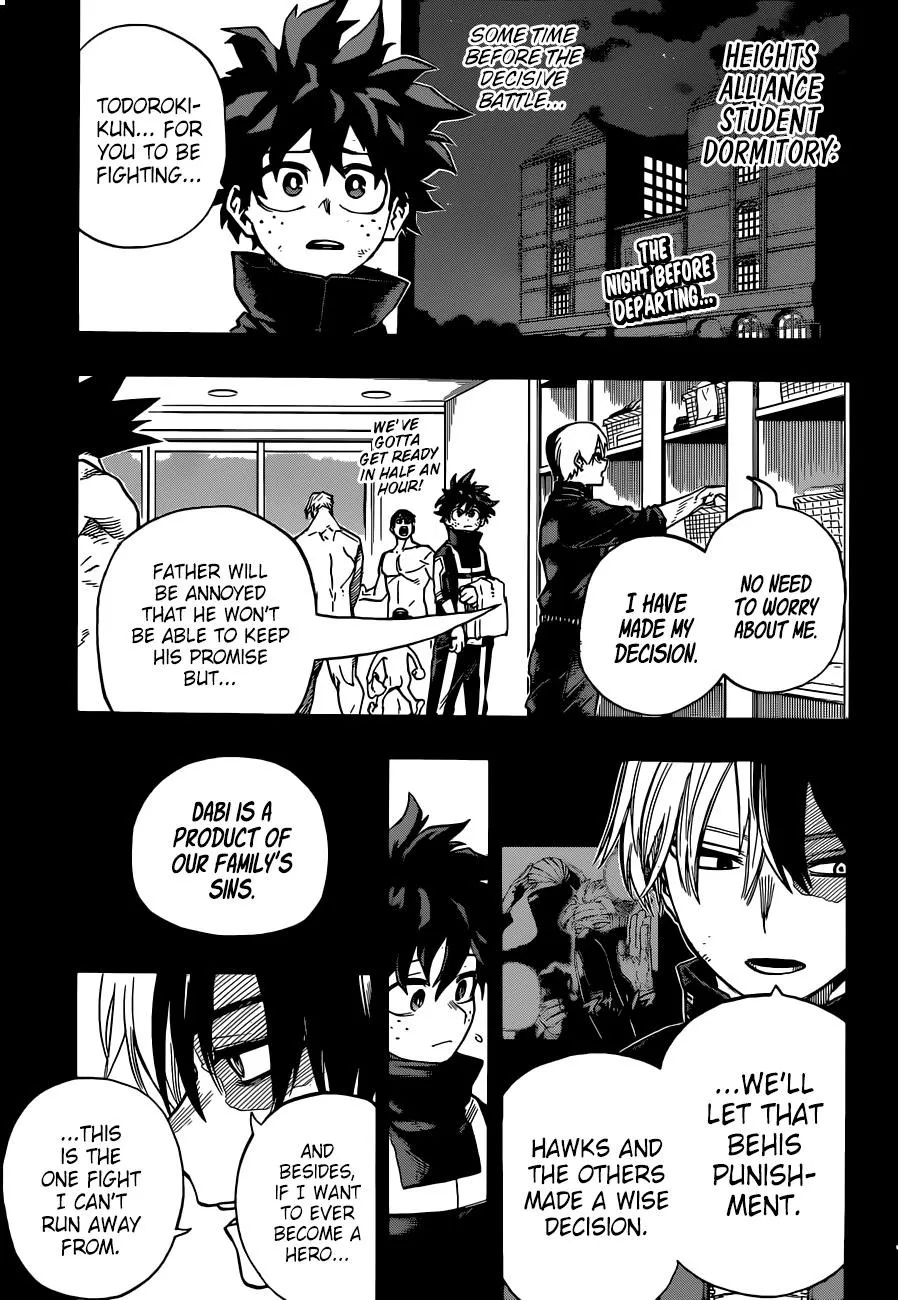 HEIGHTS
ALLIANCE
STUDENT
DORMITORY:
SOME TIME
BEFORE THE
DECISIVE
BATTLE...
THE
NIGHT BEFORE
DEPARTING...
TODOROKI-
KUN... FOR
YOU TO BE
FIGHTING...
NO NEED
TO WORRY
ABOUT ME.
I HAVE
MADE MY
DECISION.
WE'VE
GOTTA
GET READY
IN HALF AN
HOUR!
FATHER WILL
BE ANNOYED
THAT HE WON'T
BE ABLE TO KEEP
HIS PROMISE
BUT...
...WE'LL
LET THAT
BEHIS
PUNISH-
MENT.
HAWKS AND
THE OTHERS
MADE A WISE
DECISION.
DABI IS A
PRODUCT OF
OUR FAMILY'S
SINS.
AND
BESIDES,
IF I WANT
TO EVER
BECOME A
HERO...
...THIS
IS THE
ONE FIGHT
I CAN'T
RUN AWAY
FROM.